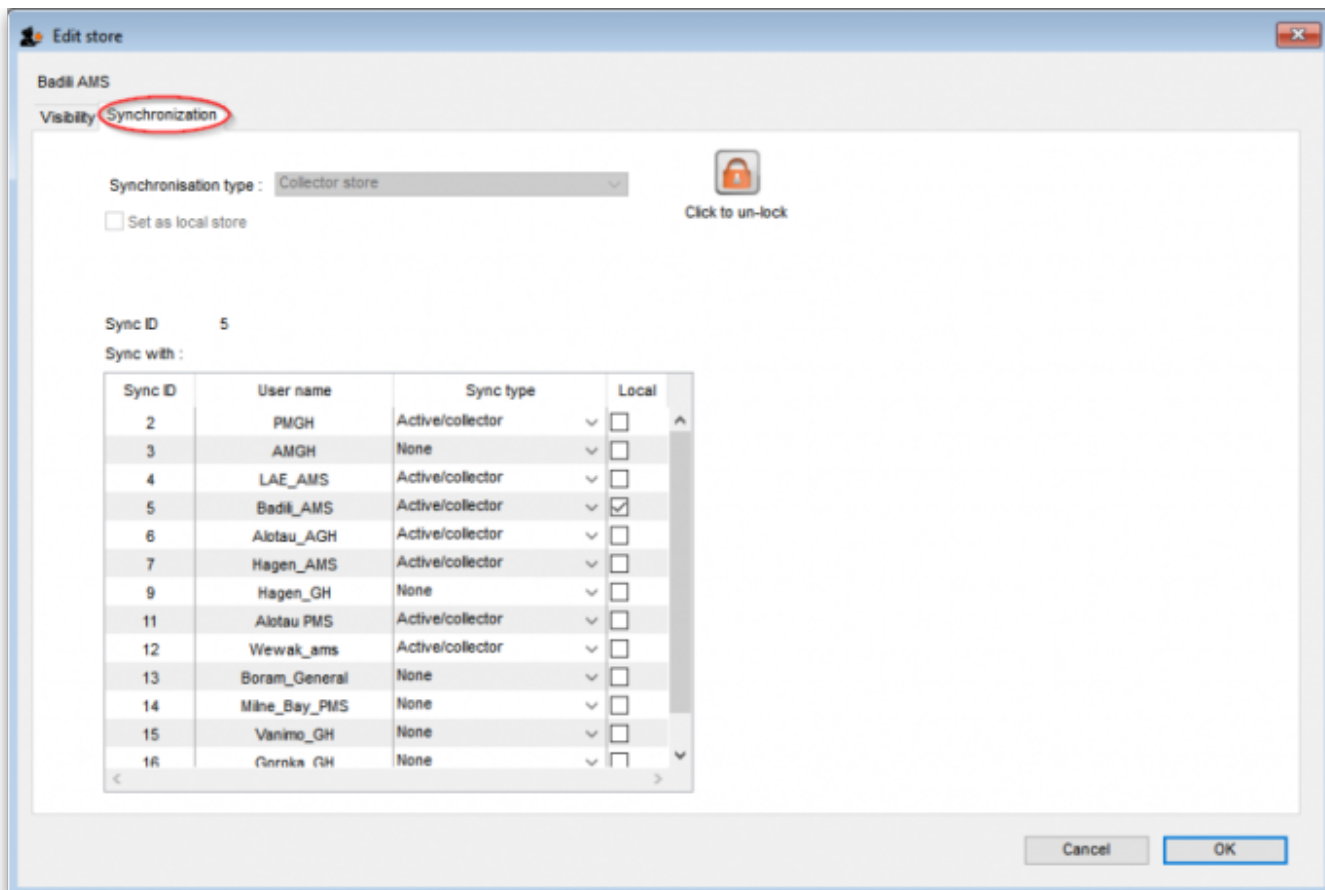 Edit store
Badili AMS
Visibility Synchronization
Synchronisation type : Collector store
Set as local store
Click to un-lock
Sync ID 5
Sync with :
Sync ID User name Sync type Local
2 PMGH Active/collector
3 AMGH None
4 LAE_AMS Active/collector
5 Badili_AMS Active/collector
6 Alotau_AGH Active/collector
7 Hagen_AMS Active/collector
9 Hagen_GH None
11 Alotau PMS Active/collector
12 Wewak_ams Active/collector
13 Boram_General None
14 Milne_Bay_PMS None
15 Vanimo_GH None
16 Gornka_GH None
Cancel OK